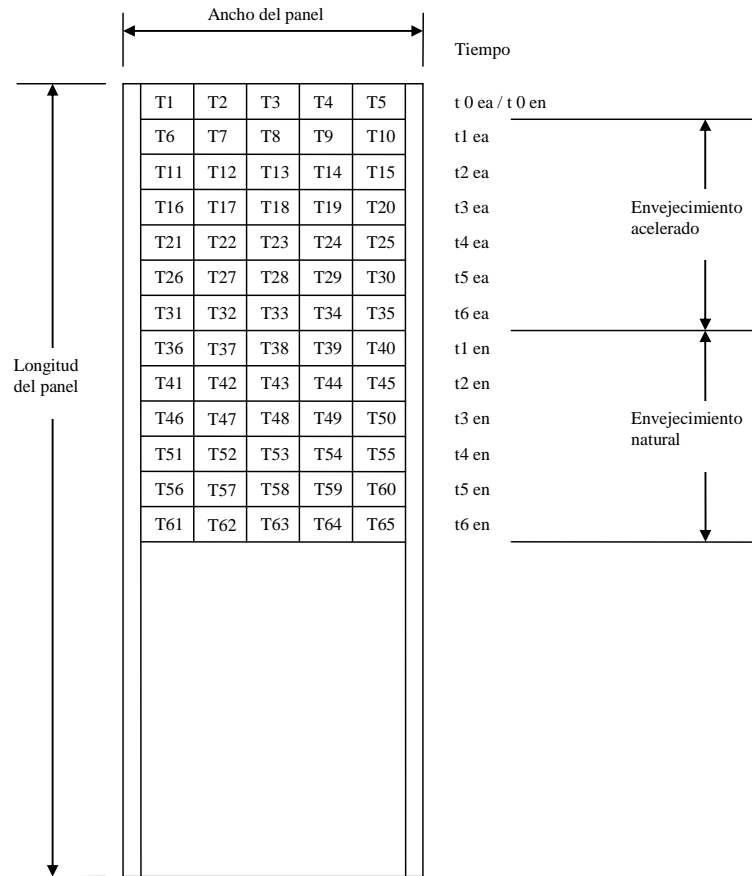 Ancho del panel
Tiempo
T1 T2 T3 T4 T5 t 0 ea / t 0 en
T6 T7 T8 T9 T10 t1 ea
T11 T12 T13 T14 T15 t2 ea
T16 T17 T18 T19 T20 t3 ea
Envejecimiento
acelerado
T21 T22 T23 T24 T25 t4 ea
T26 T27 T28 T29 T30 t5 ea
T31 T32 T33 T34 T35 t6 ea
T36 T37 T38 T39 T40 t1 en
Longitud
del panel
T41 T42 T43 T44 T45 t2 en
T46 T47 T48 T49 T50 t3 en
Envejecimiento
natural
T51 T52 T53 T54 T55 t4 en
T56 T57 T58 T59 T60 t5 en
T61 T62 T63 T64 T65 t6 en